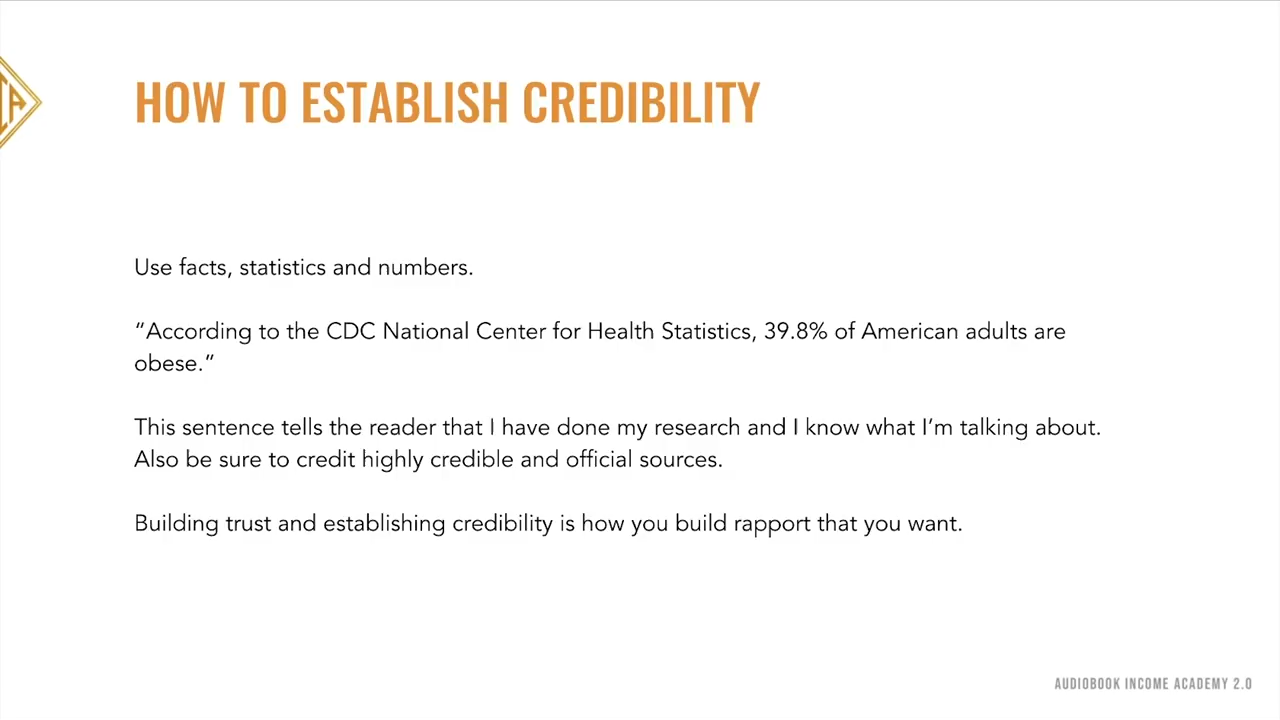 HOW TO ESTABLISH CREDIBILITY
Use facts, statistics and numbers.
“According to the CDC National Center for Health Statistics, 39.8% of American adults are
obese.”
This sentence tells the reader that I have done my research and I know what I’m talking about.
Also be sure to credit highly credible and official sources.
Building trust and establishing credibility is how you build rapport that you want.
AUDIOBOOK INCOME ACADEMY 2.0